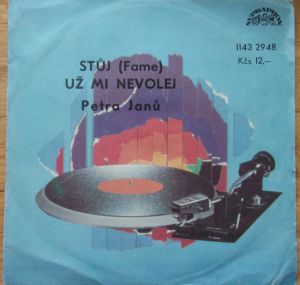 SUPRAPHON
1143 2948
Kčs 12,—
STŮJ (Fame)
UŽ MI NEVOLEJ
Petra Janů